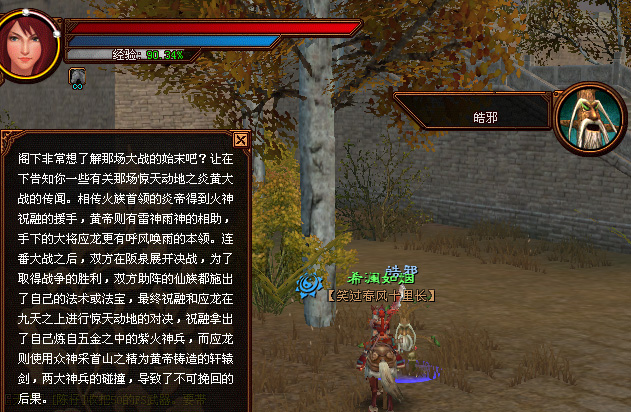 经验: 90.34%
皓邪
阁下非常想了解那场大战的始末吧？让在
下告知你一些有关那场惊天动地之炎黄大
战的传闻。相传火族首领的炎帝得到火神
祝融的援手，黄帝则有雷神雨神的相助，
手下的大将应龙更有呼风唤雨的本领。连
番大战之后，双方在阪泉展开决战，为了
取得战争的胜利，双方助阵的仙族都施出
了自己的法术或法宝，最终祝融和应龙在
九天之上进行惊天动地的对决，祝融拿出
了自己炼自五金之中的紫火神兵，而应龙
则使用众神采首山之精为黄帝铸造的轩辕
剑，两大神兵的碰撞，导致了不可挽回的
后果。
皓邪
希澜如烟
【笑过春风十里长】